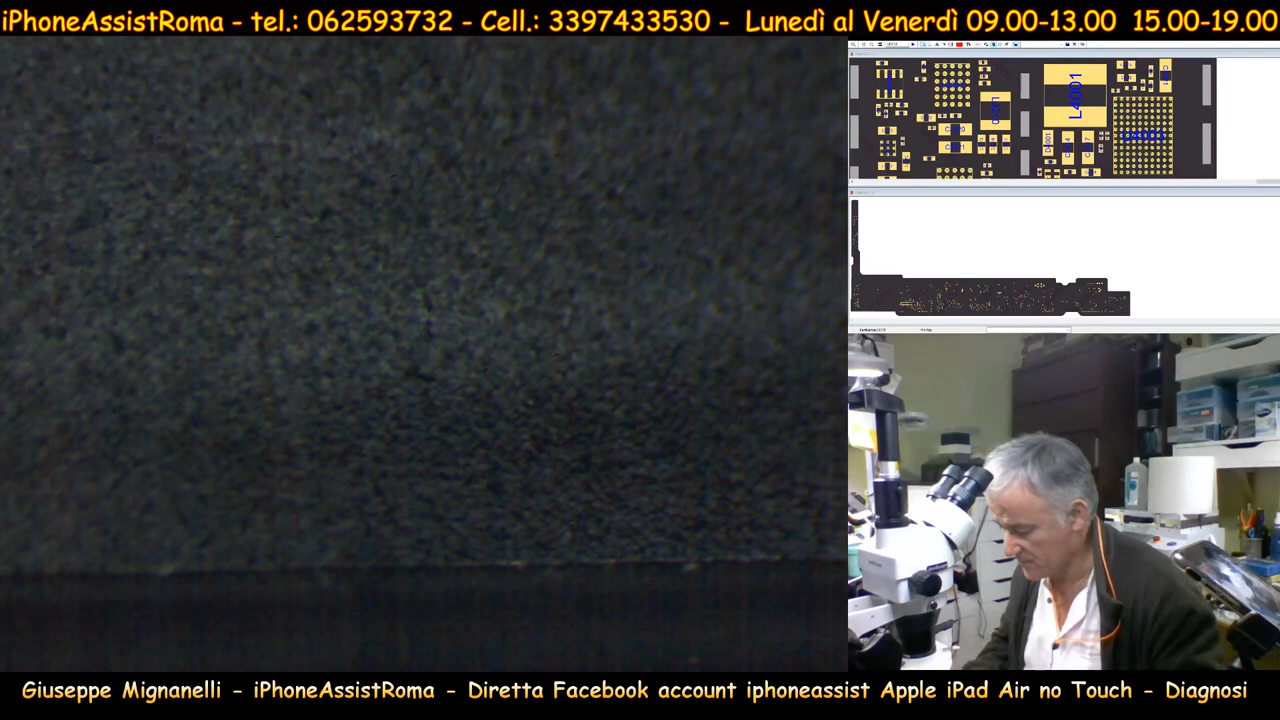 iPhoneAssistRoma - tel.: 062593732 - Cell.: 3397433530 - Lunedì al Venerdì 09.00-13.00 15.00-19.00
L4001
Giuseppe Mignanelli - iPhoneAssistRoma - Diretta Facebook account iphoneassist Apple iPad Air no Touch - Diagnosi